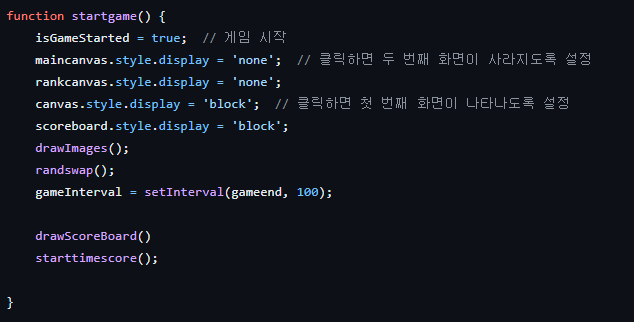 function startgame() {
    isGameStarted = true;  // 게임 시작
    maincanvas.style.display = 'none';  // 클릭하면 두 번째 화면이 사라지도록 설정
    rankcanvas.style.display = 'none';
    canvas.style.display = 'block';  // 클릭하면 첫 번째 화면이 나타나도록 설정
    scoreboard.style.display = 'block';
    drawImages();
    randswap();
    gameInterval = setInterval(gameend, 100);

    drawScoreBoard()
    starttimescore();

}